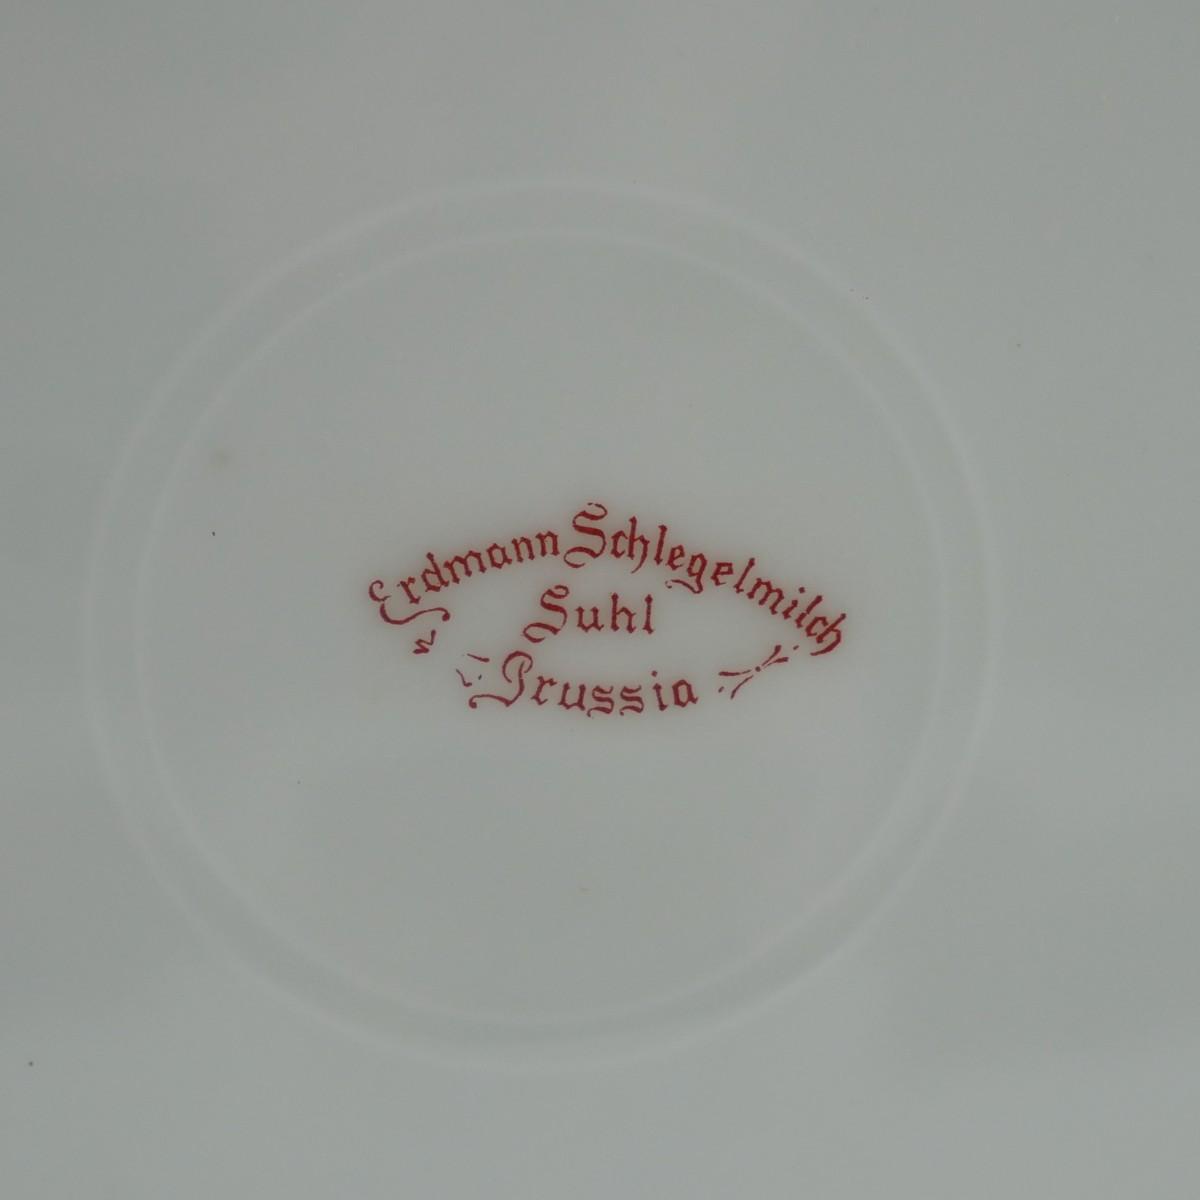 Erdmann Schlegelmilch
Suhl
Prussia